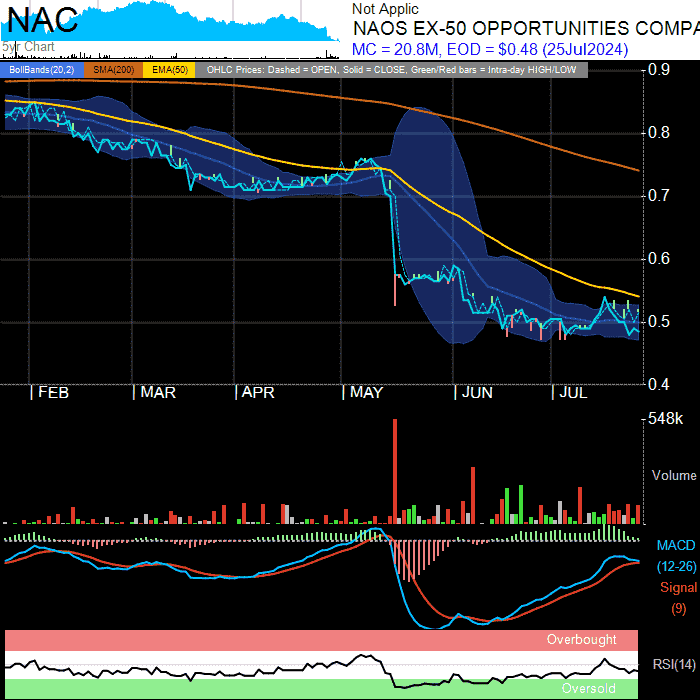 NAC
5yr Chart
Not Applic
NAOS EX-50 OPPORTUNITIES COMPA
MC = 20.8M, EOD = $0.48 (25Jul2024)
BollBands(20,2) SMA(200) EMA(50) OHLC Prices: Dashed = OPEN, Solid = CLOSE, Green/Red bars = Intra-day HIGH/LOW
0.9
0.8
0.7
0.6
0.5
0.4
| FEB | MAR | APR | MAY | JUN | JUL
548k
Volume
MACD
(12-26)
Signal
(9)
Overbought
RSI(14)
Oversold